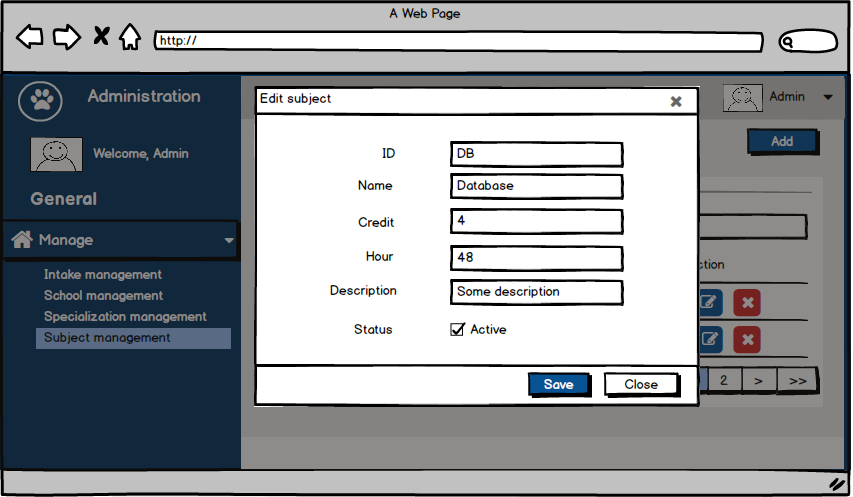 A Web Page
http://
Administration
Welcome, Admin
General
Manage
Intake management
School management
Specialization management
Subject management
Admin
Add
ction
2 > >>
Edit subject
ID DB
Name Database
Credit 4
Hour 48
Description Some description
Status Active
Save Close